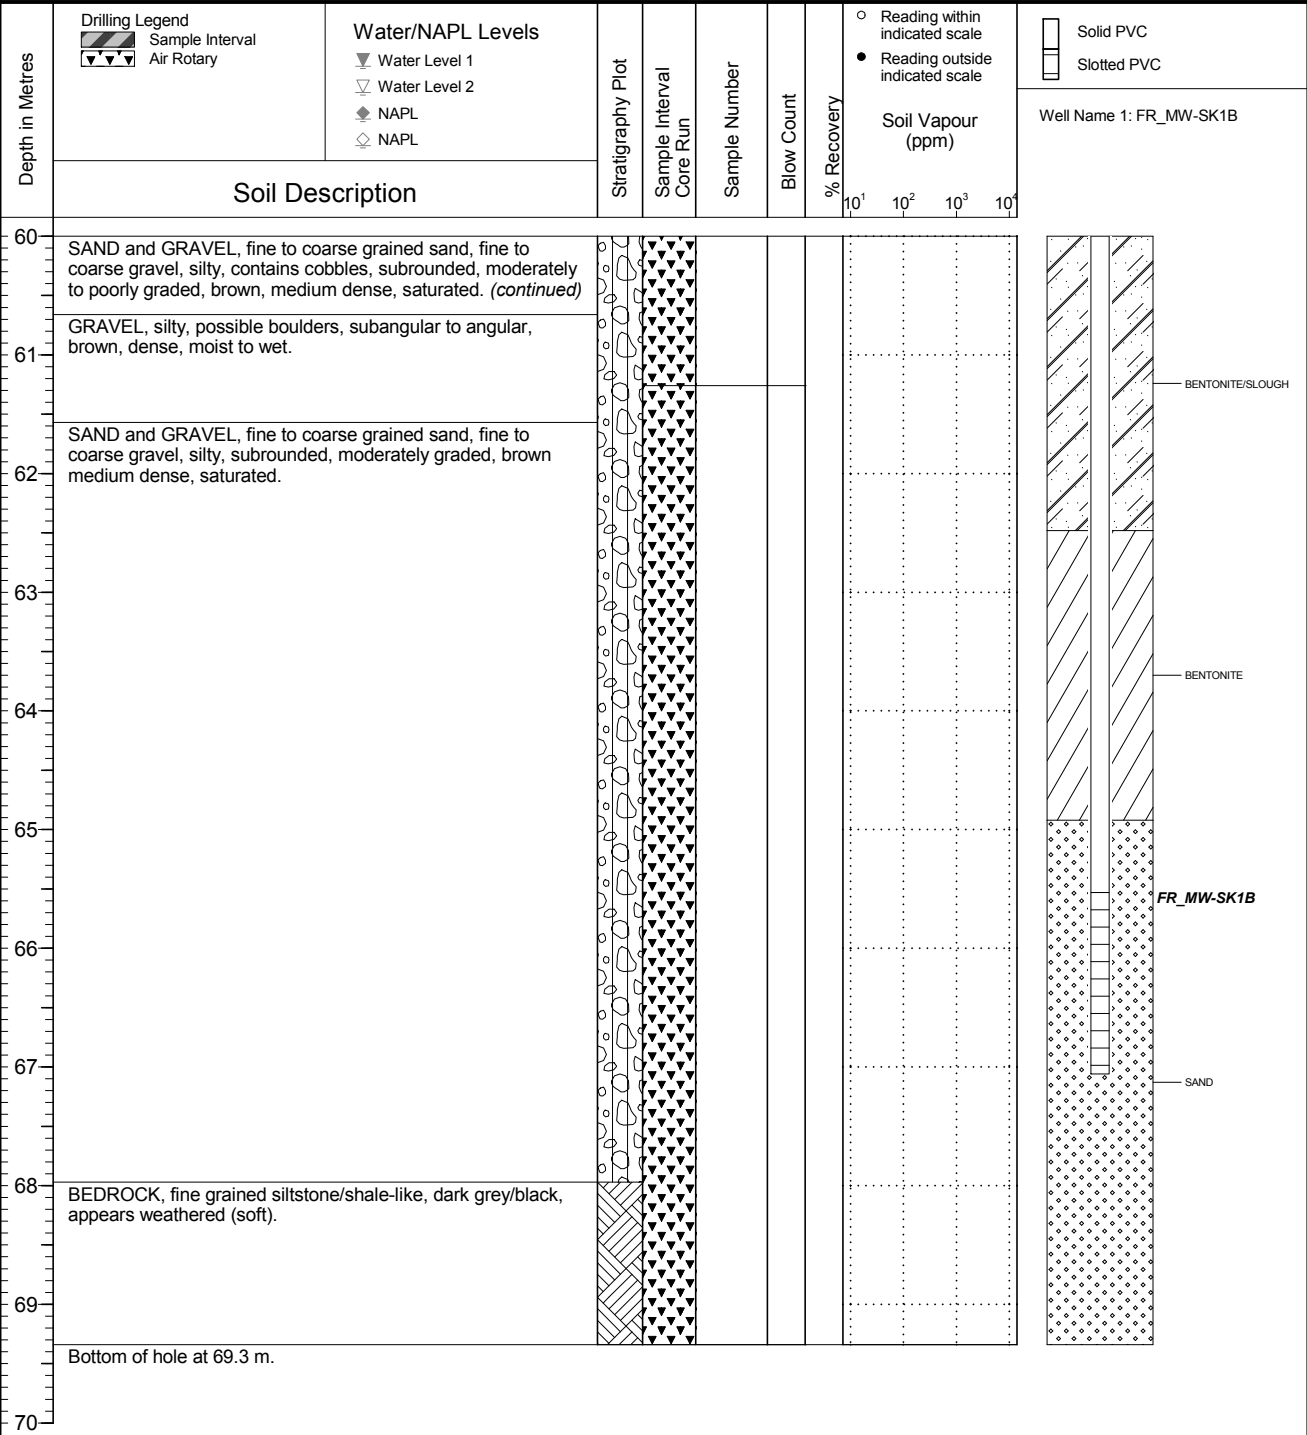 Depth in Metres
Drilling Legend
Sample Interval
Air Rotary
Water/NAPL Levels
Water Level 1
Water Level 2
NAPL
NAPL
Soil Description
Stratigraphy Plot
Sample Interval
Core Run
Sample Number
Blow Count
% Recovery
Reading within
indicated scale
Reading outside
indicated scale
Soil Vapour
(ppm)
10¹ 10² 10³ 10⁴
Solid PVC
Slotted PVC
Well Name 1: FR_MW-SK1B
60
SAND and GRAVEL, fine to coarse grained sand, fine to
coarse gravel, silty, contains cobbles, subrounded, moderately
to poorly graded, brown, medium dense, saturated. (continued)
GRAVEL, silty, possible boulders, subangular to angular,
brown, dense, moist to wet.
61
BENTONITE/SLOUGH
SAND and GRAVEL, fine to coarse grained sand, fine to
coarse gravel, silty, subrounded, moderately graded, brown
medium dense, saturated.
62
63
BENTONITE
64
65
FR_MW-SK1B
66
67
SAND
68
BEDROCK, fine grained siltstone/shale-like, dark grey/black,
appears weathered (soft).
69
Bottom of hole at 69.3 m.
70